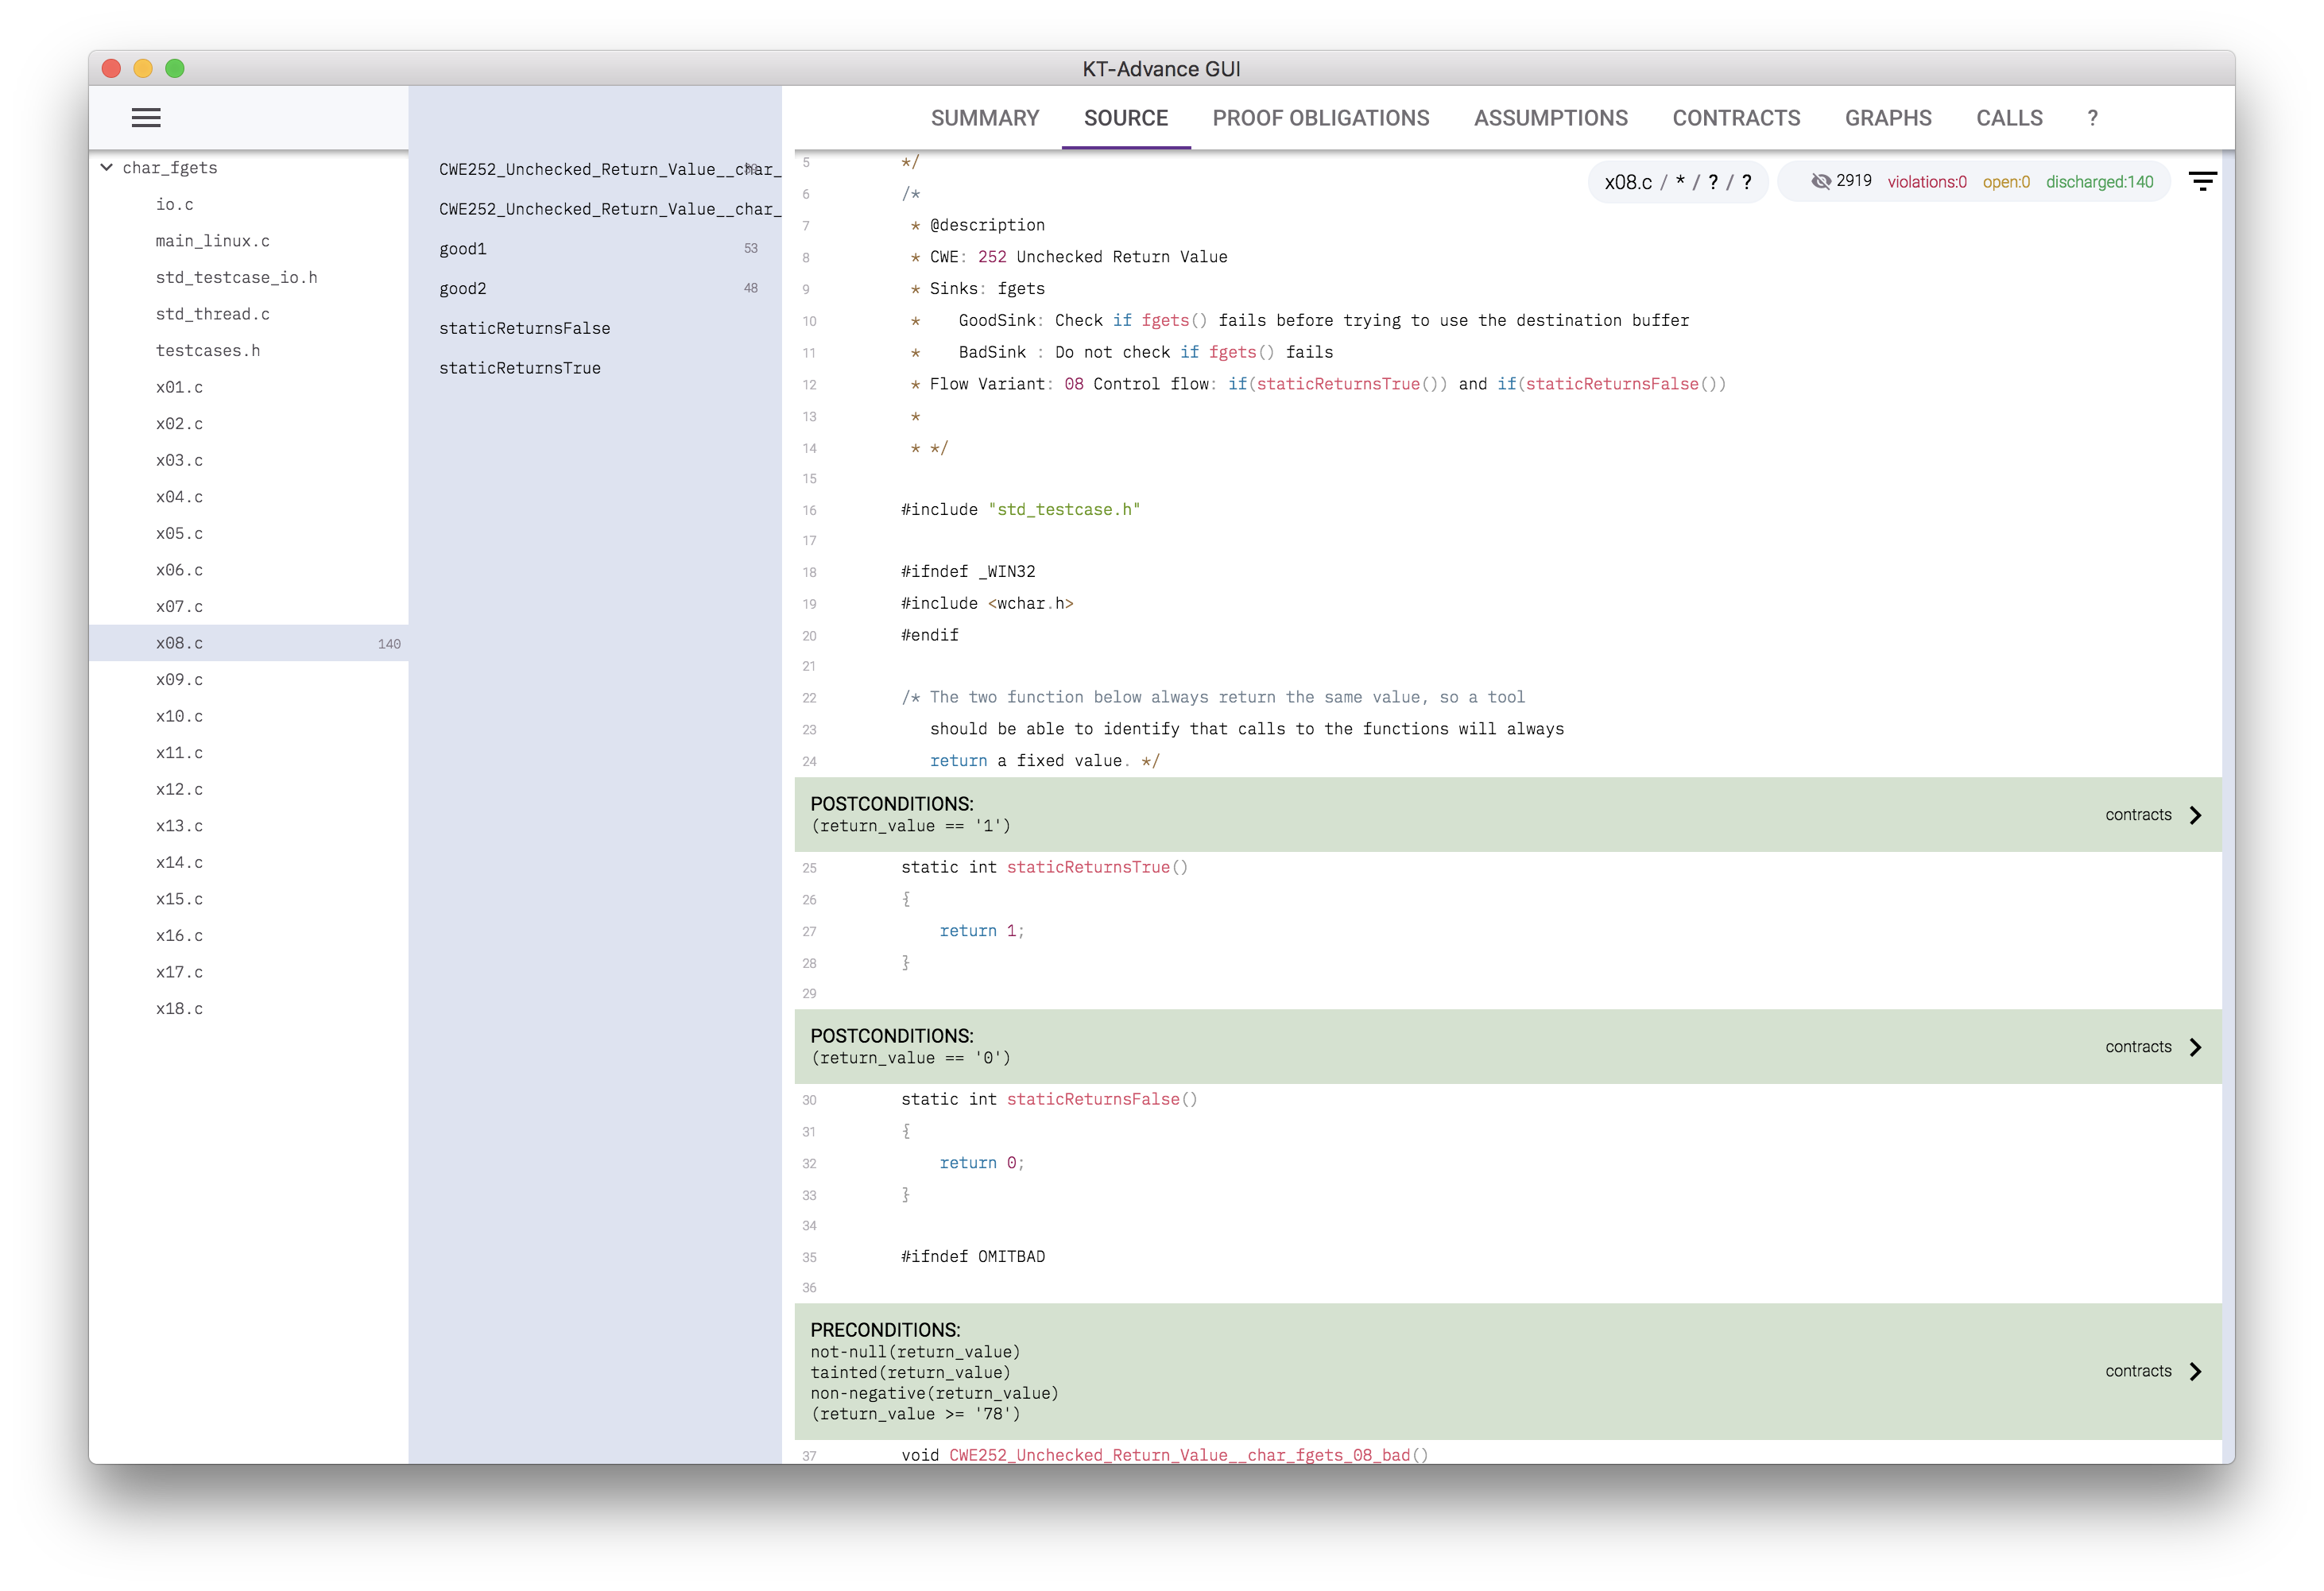 KT-Advance GUI
SUMMARY SOURCE PROOF OBLIGATIONS ASSUMPTIONS CONTRACTS GRAPHS CALLS ?
char_fgets
io.c
main_linux.c
std_testcase_io.h
std_thread.c
testcases.h
x01.c
x02.c
x03.c
x04.c
x05.c
x06.c
x07.c
x08.c 140
x09.c
x10.c
x11.c
x12.c
x13.c
x14.c
x15.c
x16.c
x17.c
x18.c
CWE252_Unchecked_Return_Value__char_
CWE252_Unchecked_Return_Value__char_
good1 53
good2 48
staticReturnsFalse
staticReturnsTrue
x08.c / * / ? / ? 2919 violations:0 open:0 discharged:140
5 */
6 /*
7 * @description
8 * CWE: 252 Unchecked Return Value
9 * Sinks: fgets
10 * GoodSink: Check if fgets() fails before trying to use the destination buffer
11 * BadSink : Do not check if fgets() fails
12 * Flow Variant: 08 Control flow: if(staticReturnsTrue()) and if(staticReturnsFalse())
13 *
14 * */
15
16 #include "std_testcase.h"
17
18 #ifndef _WIN32
19 #include <wchar.h>
20 #endif
21
22 /* The two function below always return the same value, so a tool
23 should be able to identify that calls to the functions will always
24 return a fixed value. */
POSTCONDITIONS:
(return_value == '1')
contracts
25 static int staticReturnsTrue()
26 {
27 return 1;
28 }
29
POSTCONDITIONS:
(return_value == '0')
contracts
30 static int staticReturnsFalse()
31 {
32 return 0;
33 }
34
35 #ifndef OMITBAD
36
PRECONDITIONS:
not-null(return_value)
tainted(return_value)
non-negative(return_value)
(return_value >= '78')
contracts
37 void CWE252_Unchecked_Return_Value__char_fgets_08_bad()